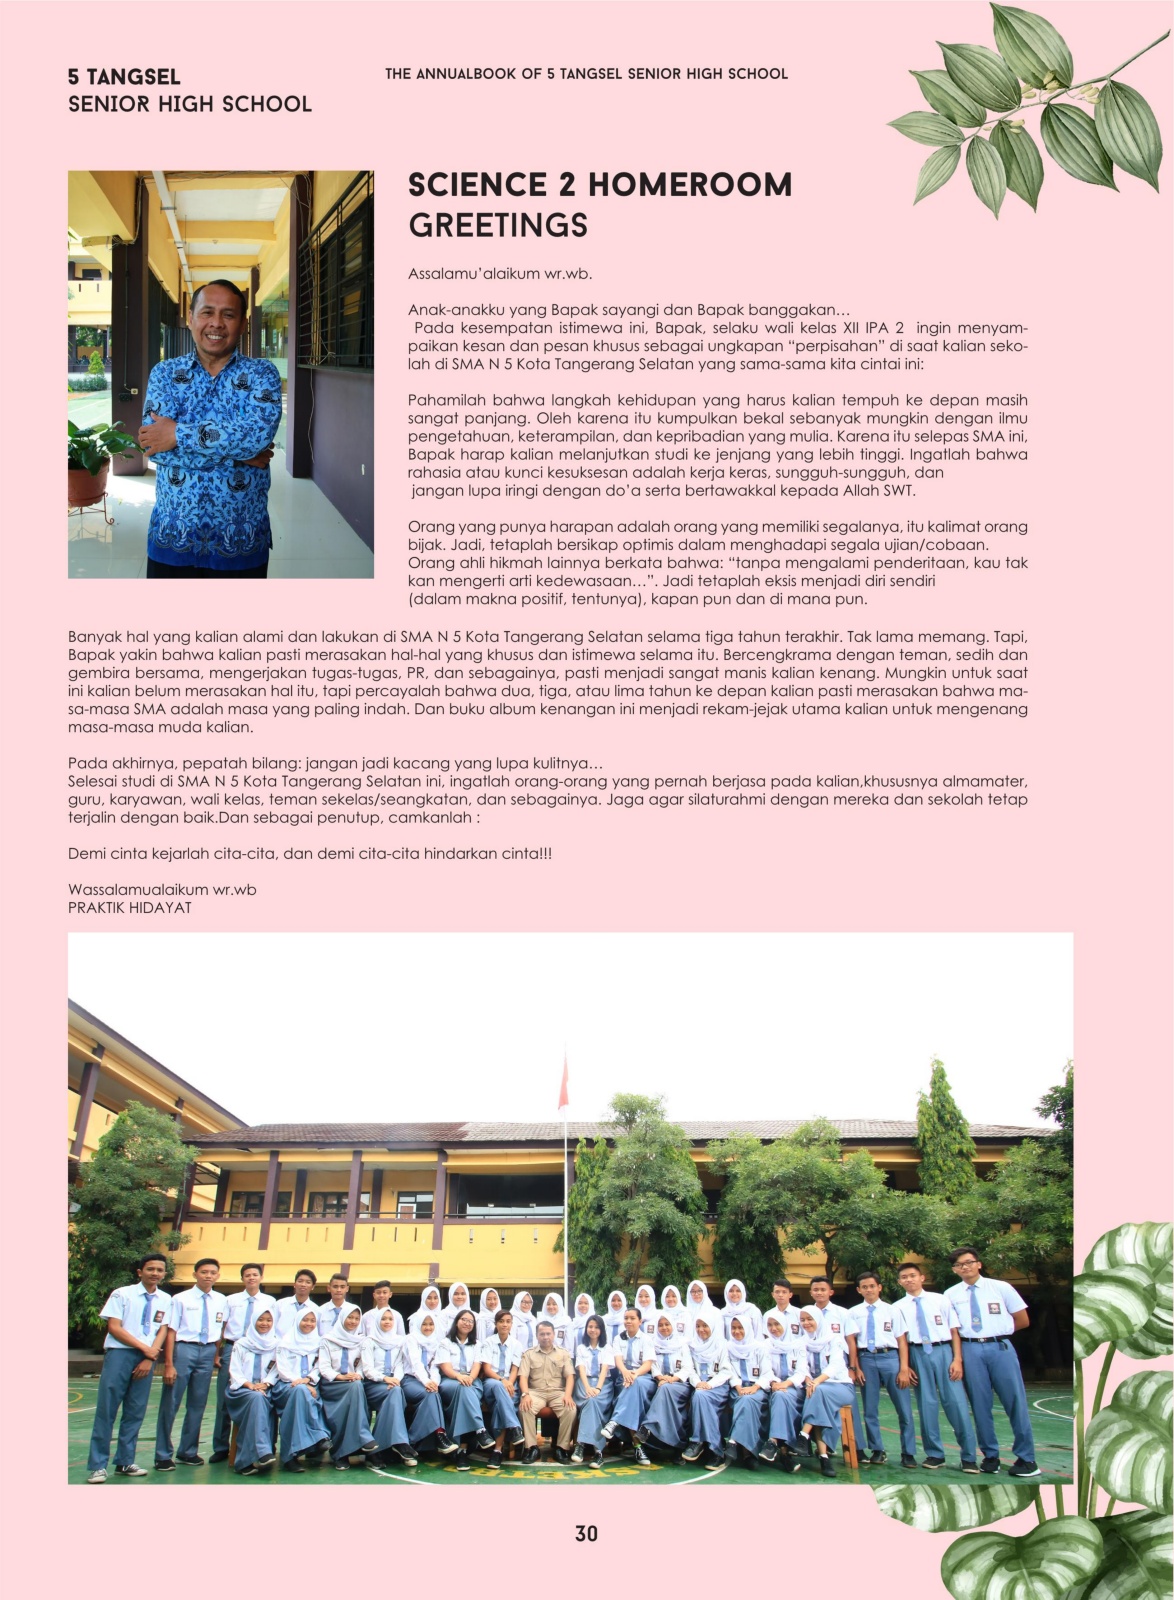 5 TANGSEL
SENIOR HIGH SCHOOL
THE ANNUALBOOK OF 5 TANGSEL SENIOR HIGH SCHOOL
SCIENCE 2 HOMEROOM
GREETINGS
Assalamu’alaikum wr.wb.
Anak-anakku yang Bapak sayangi dan Bapak banggakan…
Pada kesempatan istimewa ini, Bapak, selaku wali kelas XII IPA 2 ingin menyam-
paikan kesan dan pesan khusus sebagai ungkapan “perpisahan” di saat kalian seko-
lah di SMA N 5 Kota Tangerang Selatan yang sama-sama kita cintai ini:
Pahamilah bahwa langkah kehidupan yang harus kalian tempuh ke depan masih
sangat panjang. Oleh karena itu kumpulkan bekal sebanyak mungkin dengan ilmu
pengetahuan, keterampilan, dan kepribadian yang mulia. Karena itu selepas SMA ini,
Bapak harap kalian melanjutkan studi ke jenjang yang lebih tinggi. Ingatlah bahwa
rahasia atau kunci kesuksesan adalah kerja keras, sungguh-sungguh, dan
jangan lupa iringi dengan do’a serta bertawakkal kepada Allah SWT.
Orang yang punya harapan adalah orang yang memiliki segalanya, itu kalimat orang
bijak. Jadi, tetaplah bersikap optimis dalam menghadapi segala ujian/cobaan.
Orang ahli hikmah lainnya berkata bahwa: “tanpa mengalami penderitaan, kau tak
kan mengerti arti kedewasaan…”. Jadi tetaplah eksis menjadi diri sendiri
(dalam makna positif, tentunya), kapan pun dan di mana pun.
Banyak hal yang kalian alami dan lakukan di SMA N 5 Kota Tangerang Selatan selama tiga tahun terakhir. Tak lama memang. Tapi,
Bapak yakin bahwa kalian pasti merasakan hal-hal yang khusus dan istimewa selama itu. Bercengkrama dengan teman, sedih dan
gembira bersama, mengerjakan tugas-tugas, PR, dan sebagainya, pasti menjadi sangat manis kalian kenang. Mungkin untuk saat
ini kalian belum merasakan hal itu, tapi percayalah bahwa dua, tiga, atau lima tahun ke depan kalian pasti merasakan bahwa ma-
sa-masa SMA adalah masa yang paling indah. Dan buku album kenangan ini menjadi rekam-jejak utama kalian untuk mengenang
masa-masa muda kalian.
Pada akhirnya, pepatah bilang: jangan jadi kacang yang lupa kulitnya…
Selesai studi di SMA N 5 Kota Tangerang Selatan ini, ingatlah orang-orang yang pernah berjasa pada kalian,khususnya almamater,
guru, karyawan, wali kelas, teman sekelas/seangkatan, dan sebagainya. Jaga agar silaturahmi dengan mereka dan sekolah tetap
terjalin dengan baik.Dan sebagai penutup, camkanlah :
Demi cinta kejarlah cita-cita, dan demi cita-cita hindarkan cinta!!!
Wassalamualaikum wr.wb
PRAKTIK HIDAYAT
30